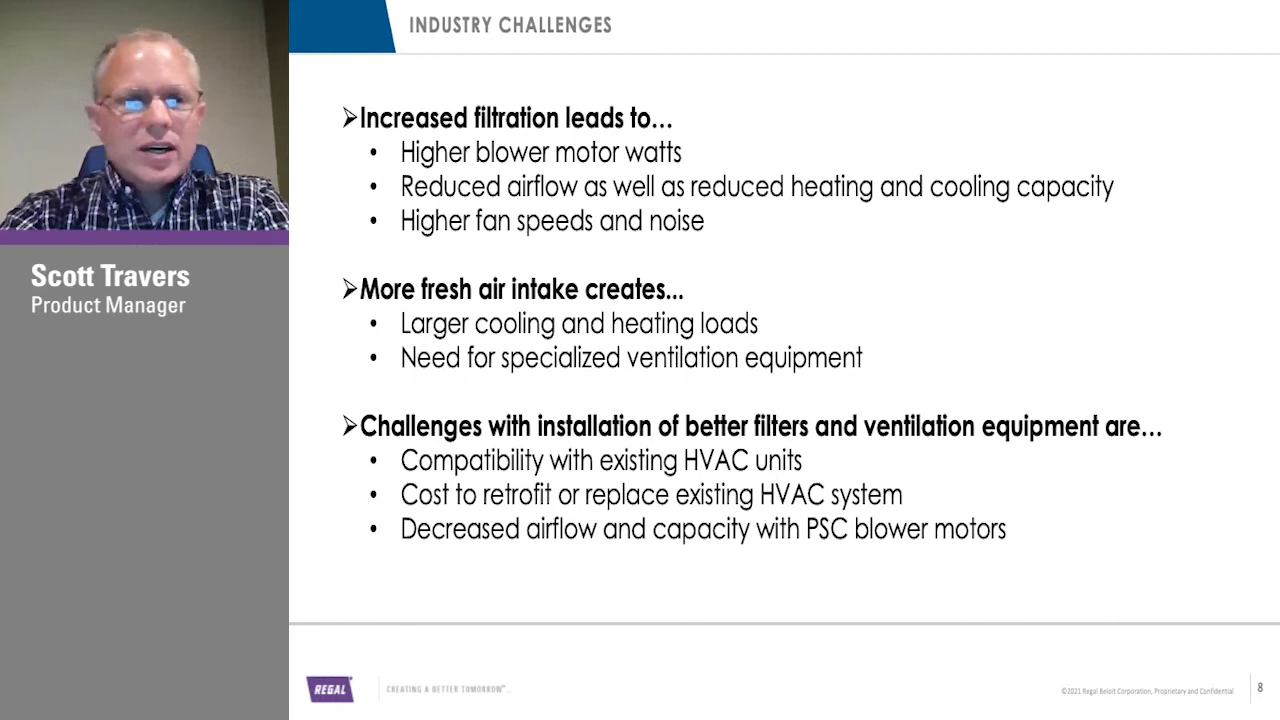 INDUSTRY CHALLENGES
➢Increased filtration leads to…
• Higher blower motor watts
• Reduced airflow as well as reduced heating and cooling capacity
• Higher fan speeds and noise
➢More fresh air intake creates...
• Larger cooling and heating loads
• Need for specialized ventilation equipment
➢Challenges with installation of better filters and ventilation equipment are…
• Compatibility with existing HVAC units
• Cost to retrofit or replace existing HVAC system
• Decreased airflow and capacity with PSC blower motors
Scott Travers
Product Manager
REGAL
CREATING A BETTER TOMORROW™...
©2021 Regal Beloit Corporation, Proprietary and Confidential
8